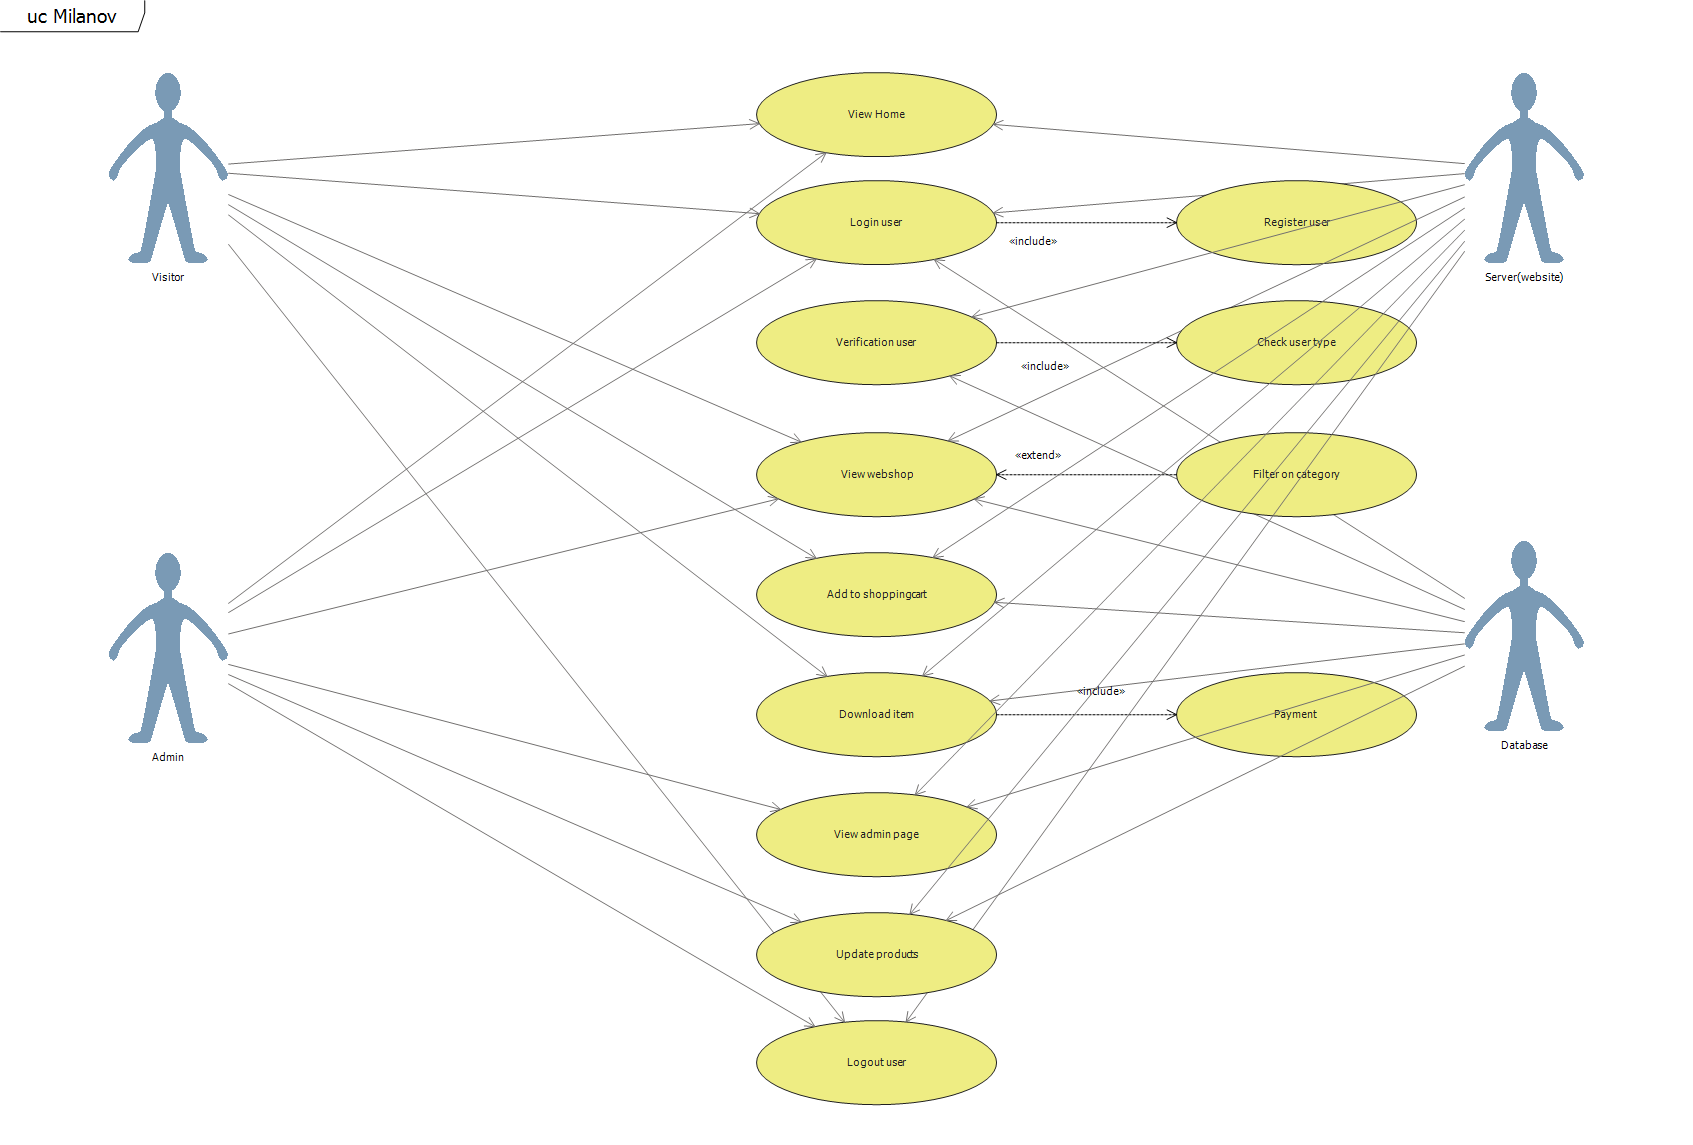 uc Milanov
View Home
Login user
«include»
Register user
Visitor
Server(website)
Verification user
«include»
Check user type
«extend»
View webshop
Filter on category
Add to shoppingcart
«include»
Download item
Payment
Admin
Database
View admin page
Update products
Logout user